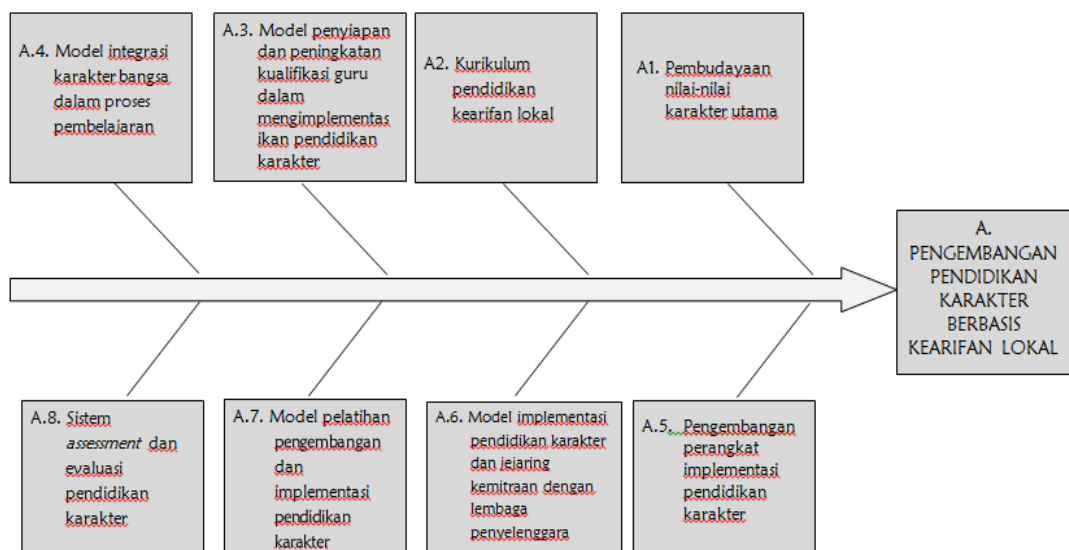 A.4. Model integrasi
karakter bangsa
dalam proses
pembelajaran
A.3. Model penyiapan
dan peningkatan
kualifikasi guru
dalam
mengimplementas
ikan pendidikan
karakter
A2. Kurikulum
pendidikan
kearifan lokal
A1. Pembudayaan
nilai-nilai
karakter utama
A.
PENGEMBANGAN
PENDIDIKAN
KARAKTER
BERBASIS
KEARIFAN LOKAL
A.8. Sistem
assessment dan
evaluasi
pendidikan
karakter
A.7. Model pelatihan
pengembangan
dan
implementasi
pendidikan
karakter
A.6. Model implementasi
pendidikan karakter
dan jejaring
kemitraan dengan
lembaga
penyelenggara
A.5. Pengembangan
perangkat
implementasi
pendidikan
karakter